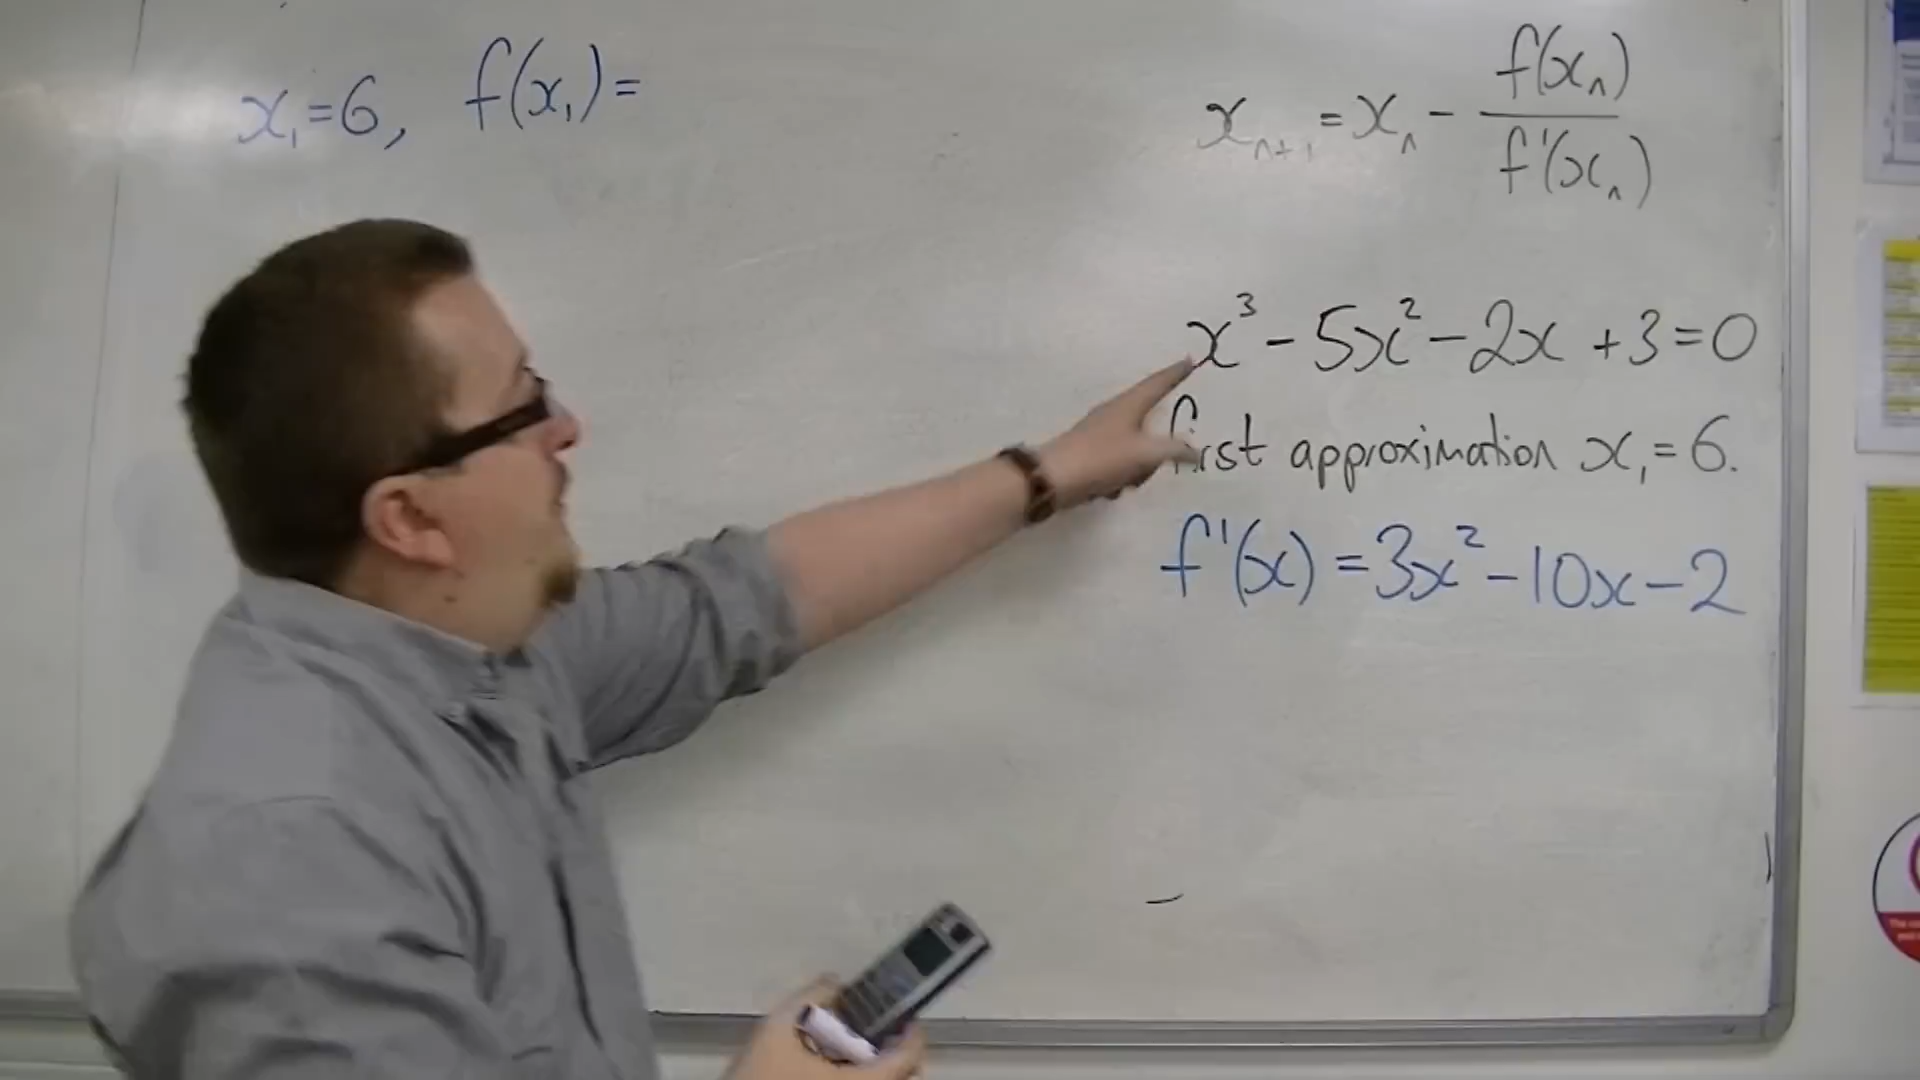 x₁=6, f(x₁)=
xₙ₊₁ = xₙ - f(xₙ)/f'(xₙ)
x³ - 5x² - 2x + 3 = 0
first approximation x₁ = 6.
f'(x) = 3x² - 10x - 2